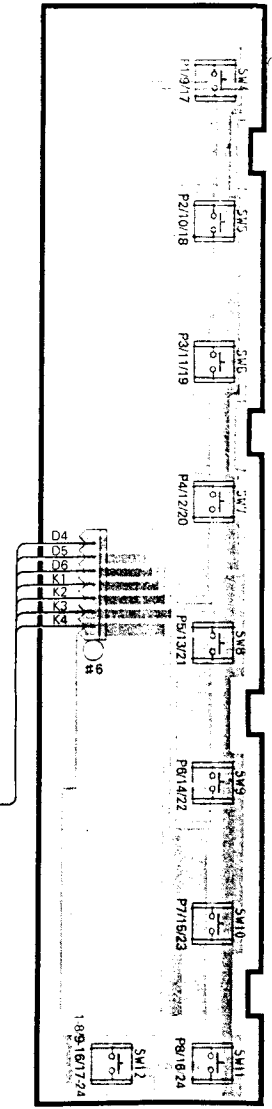 SW4
P1/9/17
SW5
P2/10/18
SW6
P3/11/19
SW7
P4/12/20
D4
D5
D6
K1
K2
K3
K4
#6
SW8
P5/13/21
SW9
P6/14/22
SW10
P7/15/23
SW11
P8/16-24
SW12
1-8/9-16/17-24